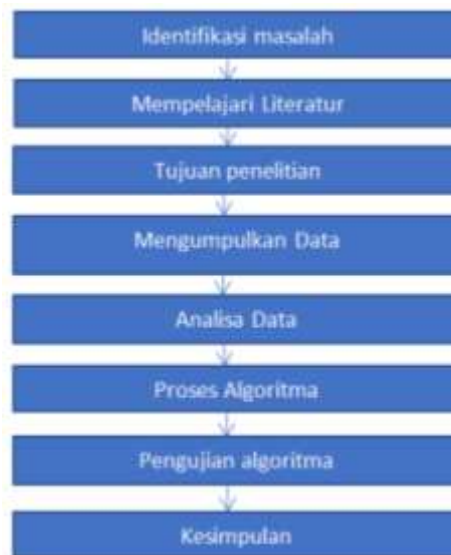 Identifikasi masalah
Mempelajari Literatur
Tujuan penelitian
Mengumpulkan Data
Analisa Data
Proses Algoritma
Pengujian algoritma
Kesimpulan